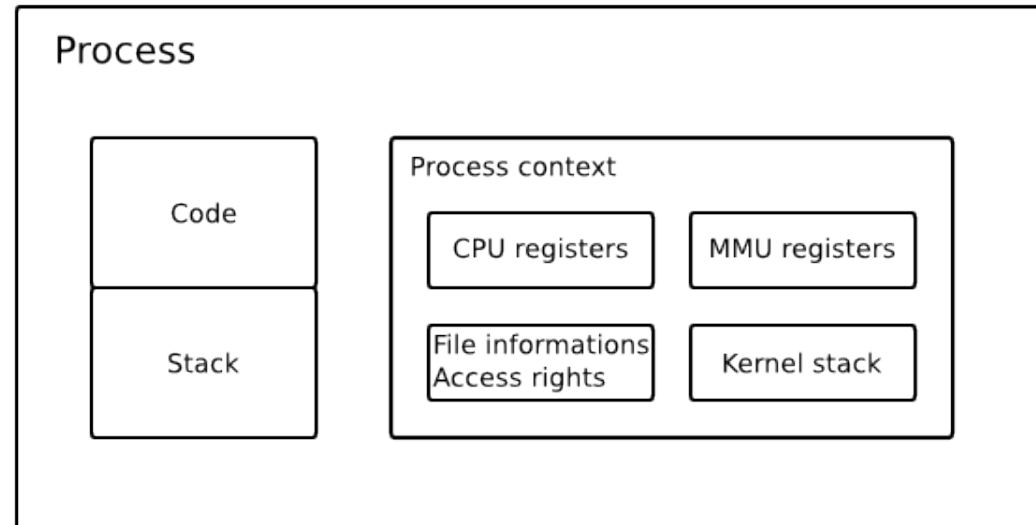 Process
Code
Stack
Process context
CPU registers
MMU registers
File informations
Access rights
Kernel stack